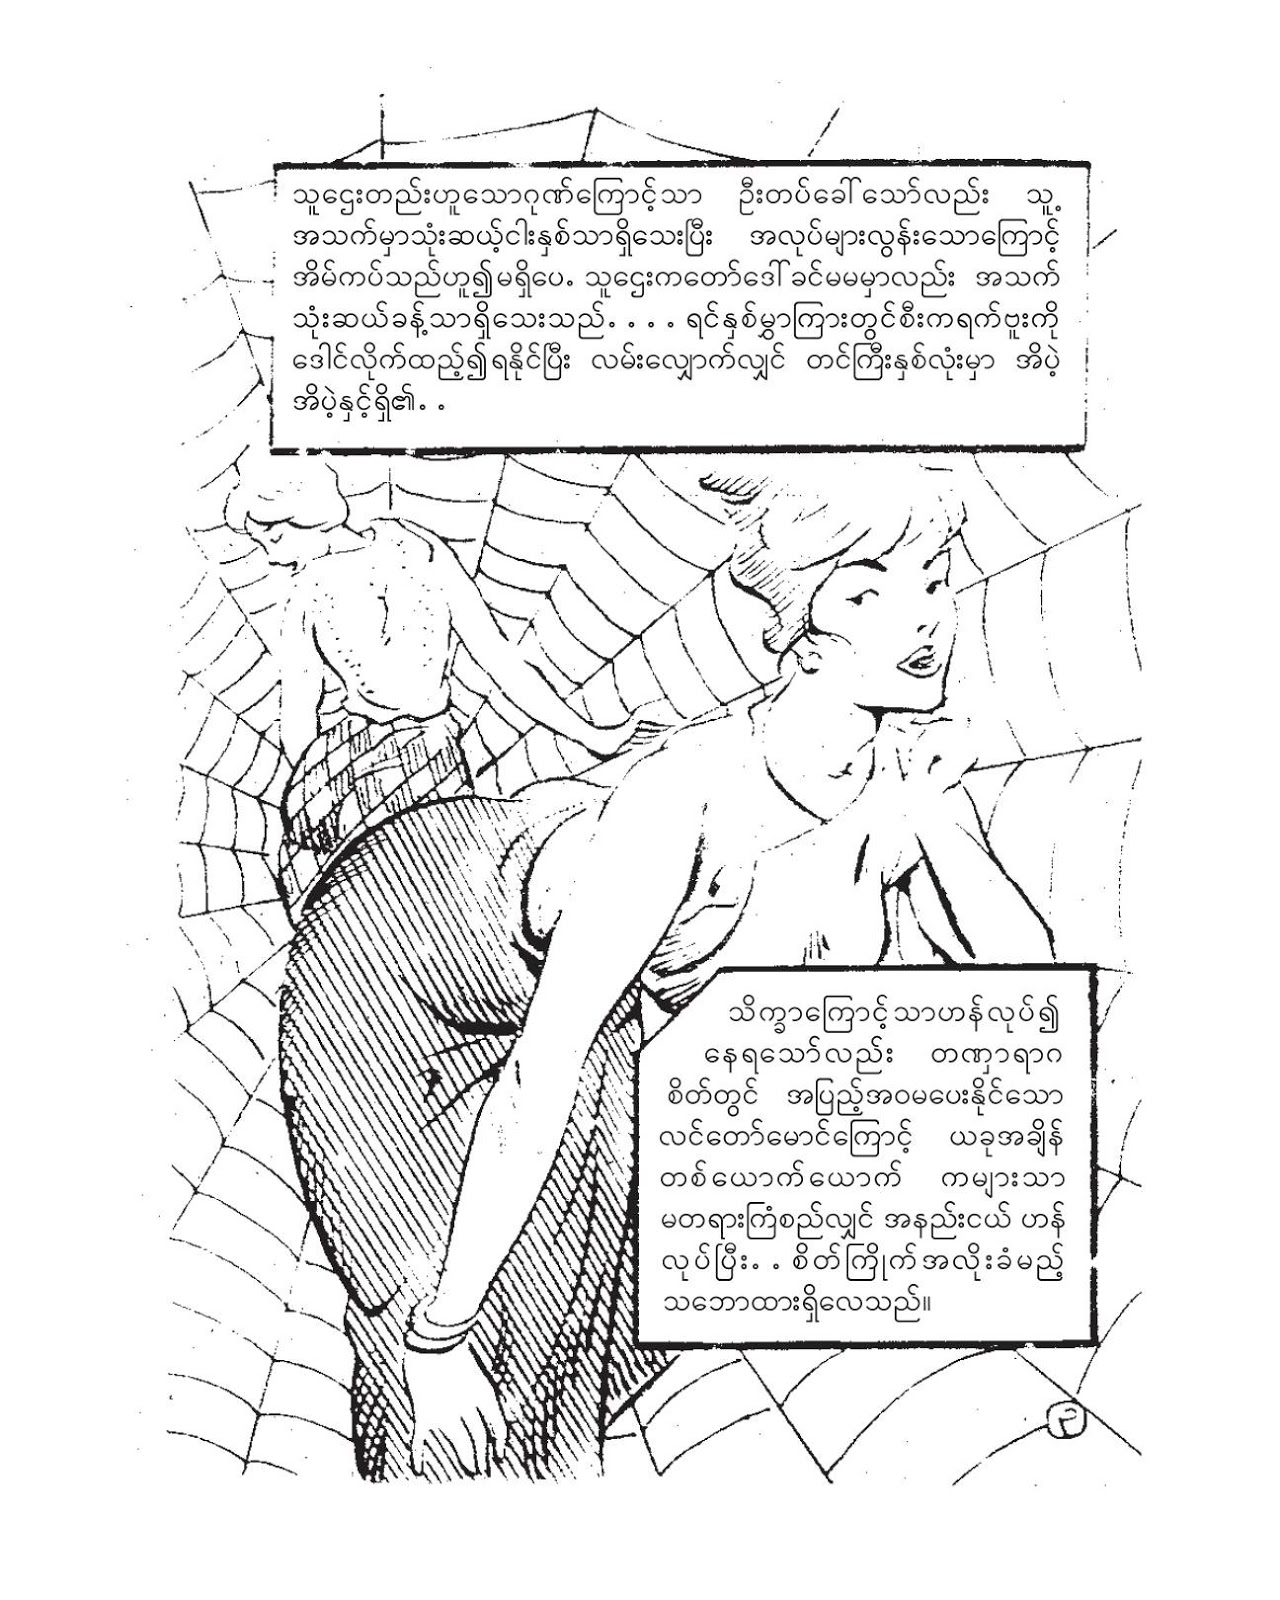 သူဌေးတည်းဟူသောဂုဏ်ကြောင့်သာ ဦးတပ်ခေါ်သော်လည်း သူ့
အသက်မှာသုံးဆယ့်ငါးနှစ်သာရှိသေးပြီး အလုပ်များလွန်းသောကြောင့်
အိမ်ကပ်သည်ဟူ၍မရှိပေ. သူဌေးကတော်ဒေါ်ခင်မမမှာလည်း အသက်
သုံးဆယ်ခန့်သာရှိသေးသည်. . . . ရင်နှစ်မွှာကြားတွင်စီးကရက်ဗူးကို
ဒေါင်လိုက်ထည့်၍ရနိုင်ပြီး လမ်းလျှောက်လျှင် တင်ကြီးနှစ်လုံးမှာ အိပဲ့
အိပဲ့နှင့်ရှိ၏. .
သိက္ခာကြောင့်သာဟန်လုပ်၍
နေရသော်လည်း တဏှာရာဂ
စိတ်တွင် အပြည့်အဝမပေးနိုင်သော
လင်တော်မောင်ကြောင့် ယခုအချိန်
တစ်ယောက်ယောက် ကများသာ
မတရားကြံစည်လျှင် အနည်းငယ် ဟန်
လုပ်ပြီး. . စိတ်ကြိုက်အလိုးခံမည့်
သဘောထားရှိလေသည်။
၃